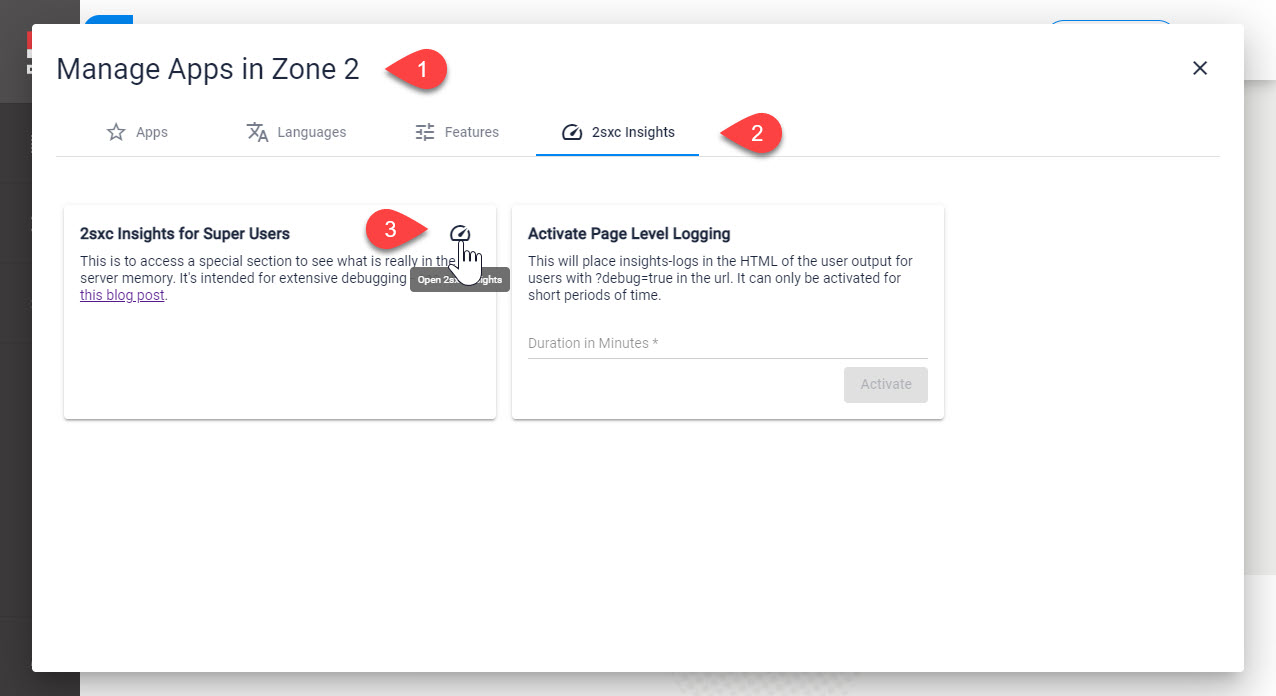 Manage Apps in Zone 2
1
Apps
Languages
Features
2sxc Insights
2
2sxc Insights for Super Users
3
This is to access a special section to see what is really in the
server memory. It's intended for extensive debugging
this blog post.
Open 2sxc Insights
Activate Page Level Logging
This will place insights-logs in the HTML of the user output for
users with ?debug=true in the url. It can only be activated for
short periods of time.
Duration in Minutes *
Activate